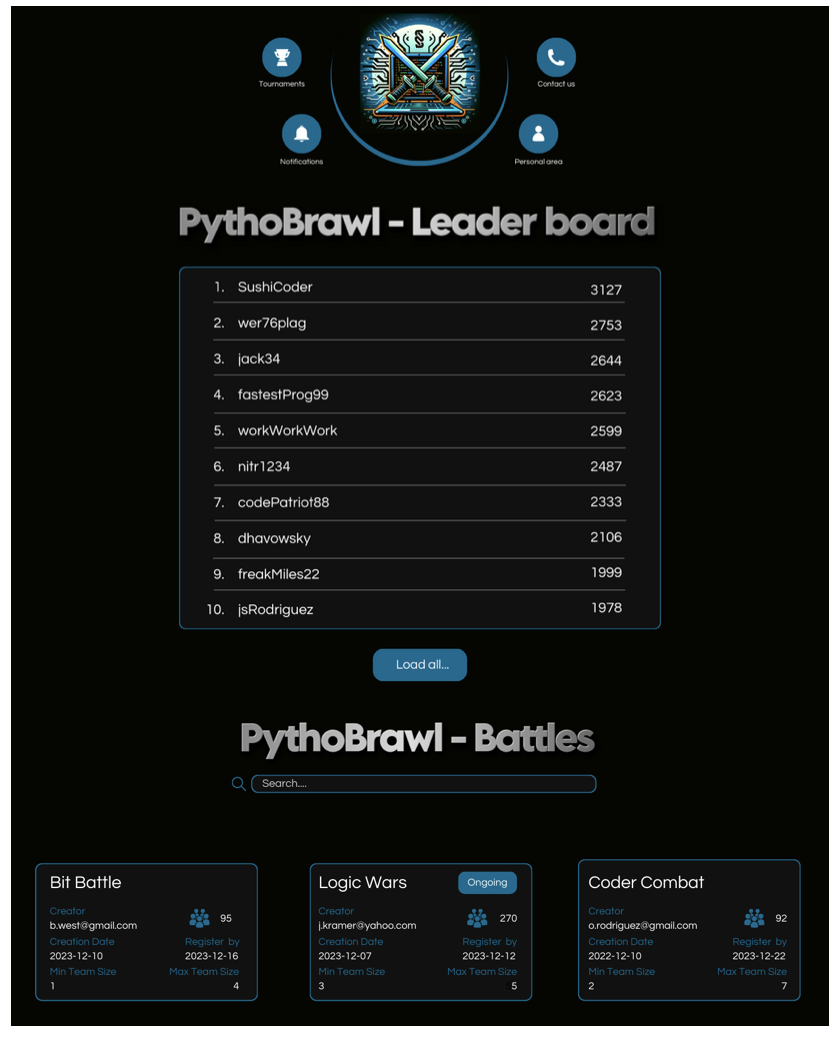 Tournaments
Contact us
Notifications
Personal area
PythoBrawl - Leader board
1. SushiCoder 3127
2. wer76plag 2753
3. jack34 2644
4. fastestProg99 2623
5. workWorkWork 2599
6. nitr1234 2487
7. codePatriot88 2333
8. dhavowsky 2106
9. freakMiles22 1999
10. jsRodriguez 1978
Load all...
PythoBrawl - Battles
Search....
Bit Battle
Creator
b.west@gmail.com 95
Creation Date Register by
2023-12-10 2023-12-16
Min Team Size Max Team Size
1 4
Logic Wars Ongoing
Creator
j.kramer@yahoo.com 270
Creation Date Register by
2023-12-07 2023-12-12
Min Team Size Max Team Size
3 5
Coder Combat
Creator
o.rodriguez@gmail.com 92
Creation Date Register by
2022-12-10 2023-12-22
Min Team Size Max Team Size
2 7